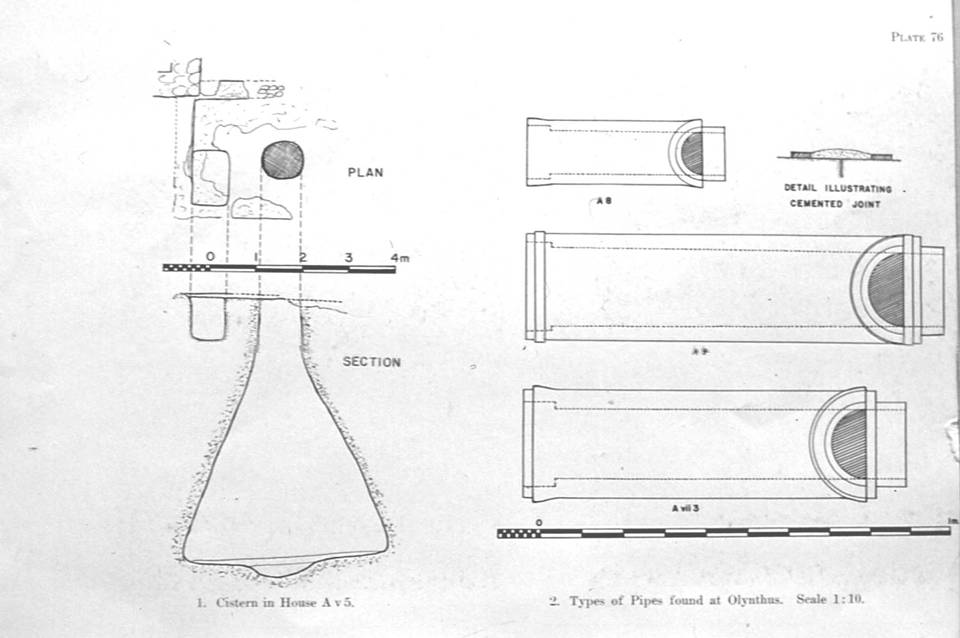 PLATE 76
PLAN
0 1 2 3 4m
SECTION
1. Cistern in House A v 5.
A 8
DETAIL ILLUSTRATING
CEMENTED JOINT
A vii 3
0 1m.
2. Types of Pipes found at Olynthus. Scale 1:10.